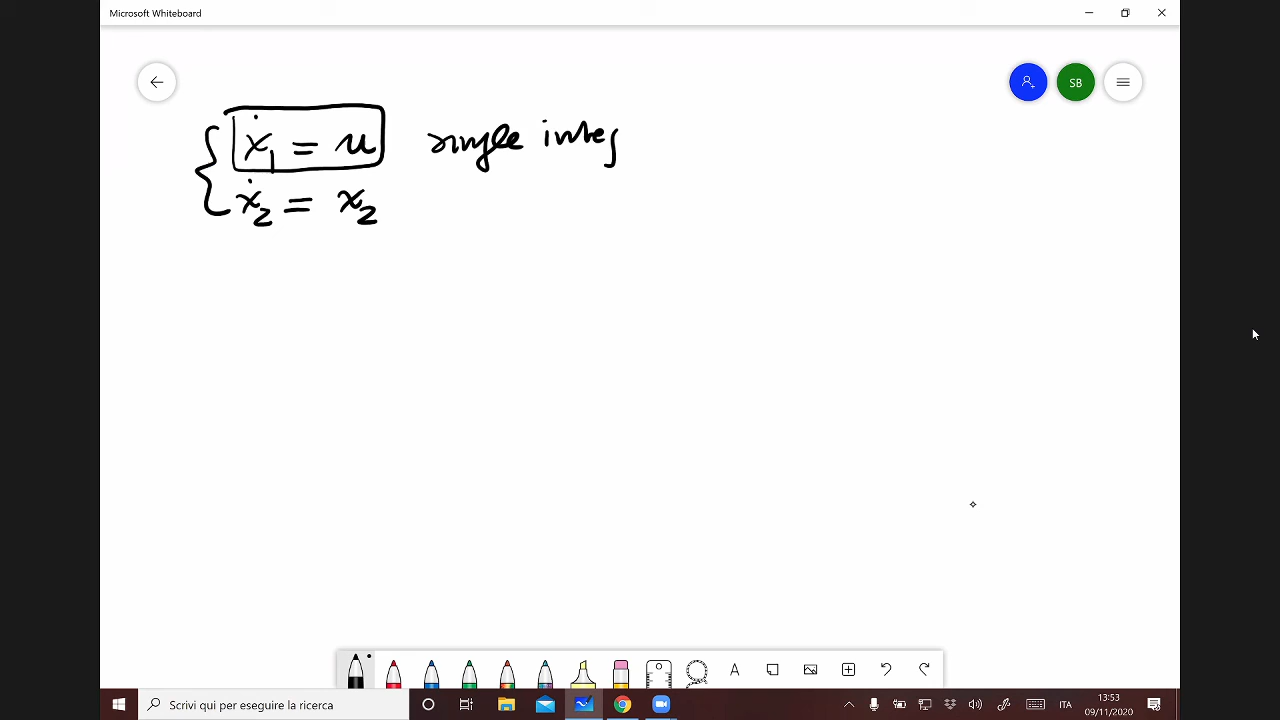 Microsoft Whiteboard
SB
ẋ₁ = u single integ
ẋ₂ = x₂
A
Scrivi qui per eseguire la ricerca
ITA
13:53
09/11/2020